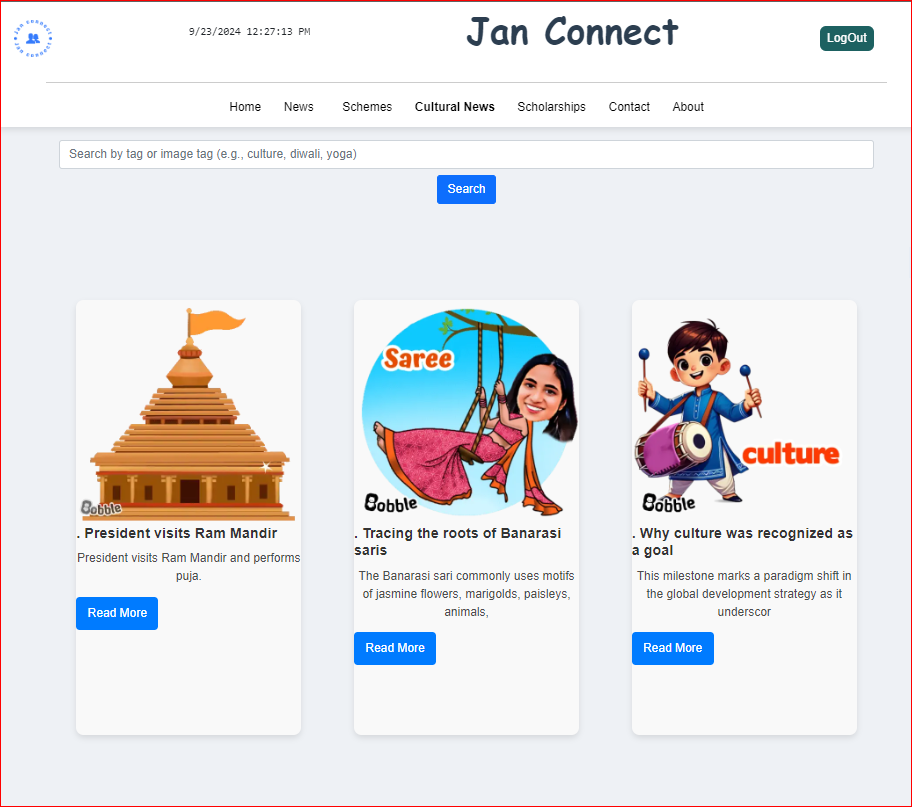 JAN CONNECT
JAN CONNECT
9/23/2024 12:27:13 PM
Jan Connect
LogOut
Home News Schemes Cultural News Scholarships Contact About
Search by tag or image tag (e.g., culture, diwali, yoga)
Search
Bobble
. President visits Ram Mandir
President visits Ram Mandir and performs
puja.
Read More
Saree
Bobble
. Tracing the roots of Banarasi
saris
The Banarasi sari commonly uses motifs
of jasmine flowers, marigolds, paisleys,
animals,
Read More
culture
Bobble
. Why culture was recognized as
a goal
This milestone marks a paradigm shift in
the global development strategy as it
underscor
Read More